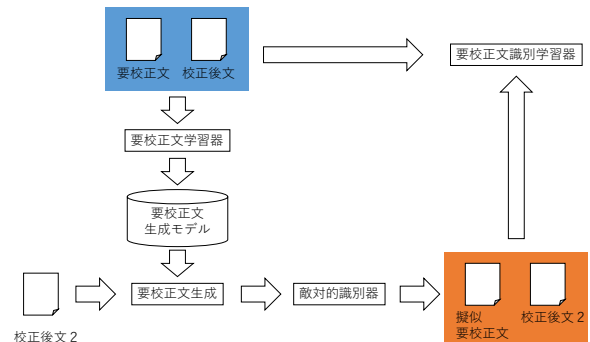 要校正文 校正後文
要校正文識別学習器
要校正文学習器
要校正文
生成モデル
要校正文生成
敵対的識別器
擬似
要校正文
校正後文２
校正後文２